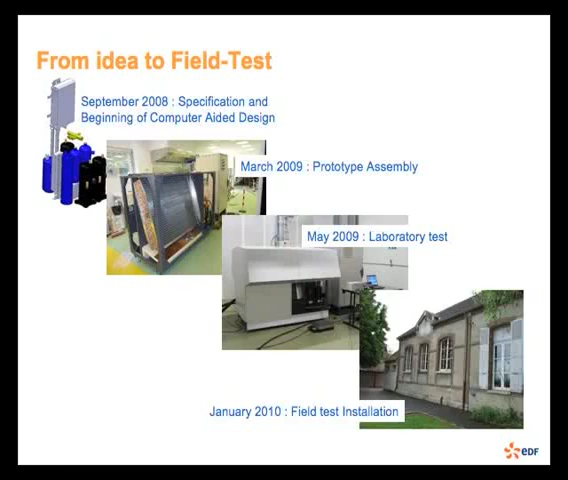 From idea to Field-Test
September 2008 : Specification and
Beginning of Computer Aided Design
March 2009 : Prototype Assembly
May 2009 : Laboratory test
January 2010 : Field test Installation
eDF